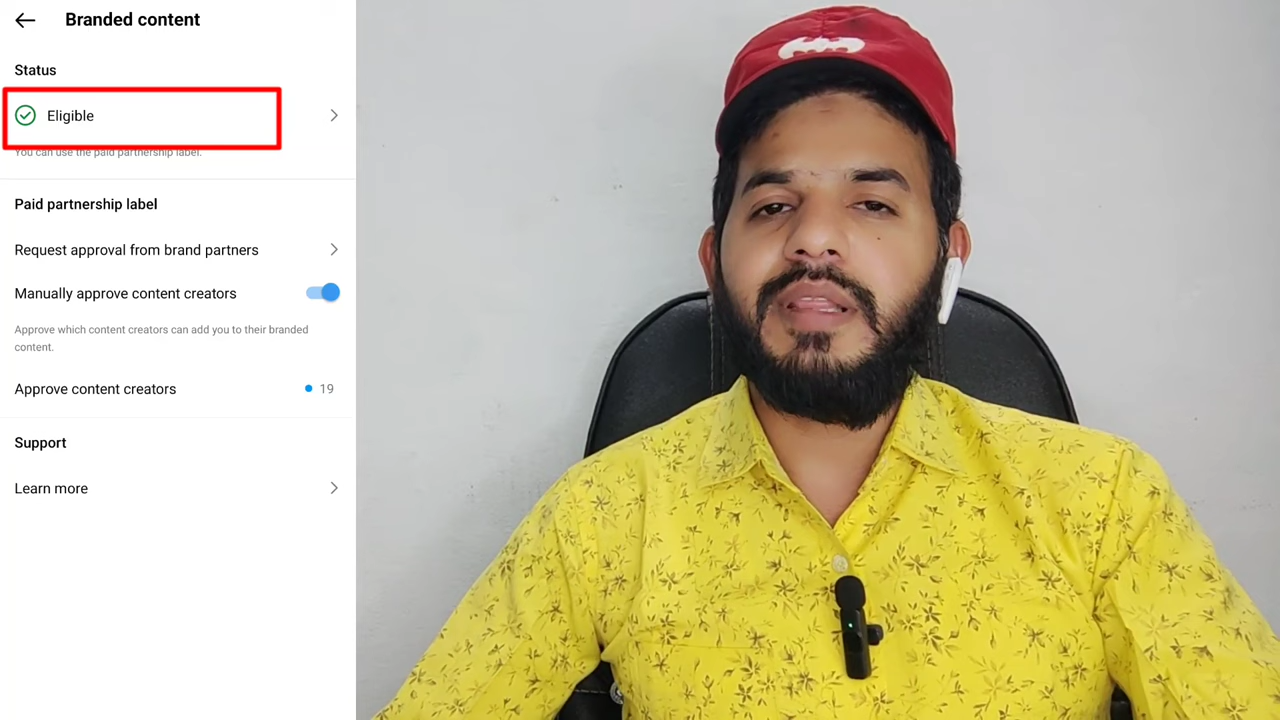 Branded content
Status
Eligible
You can use the paid partnership label.
Paid partnership label
Request approval from brand partners
Manually approve content creators
Approve which content creators can add you to their branded
content.
Approve content creators
19
Support
Learn more